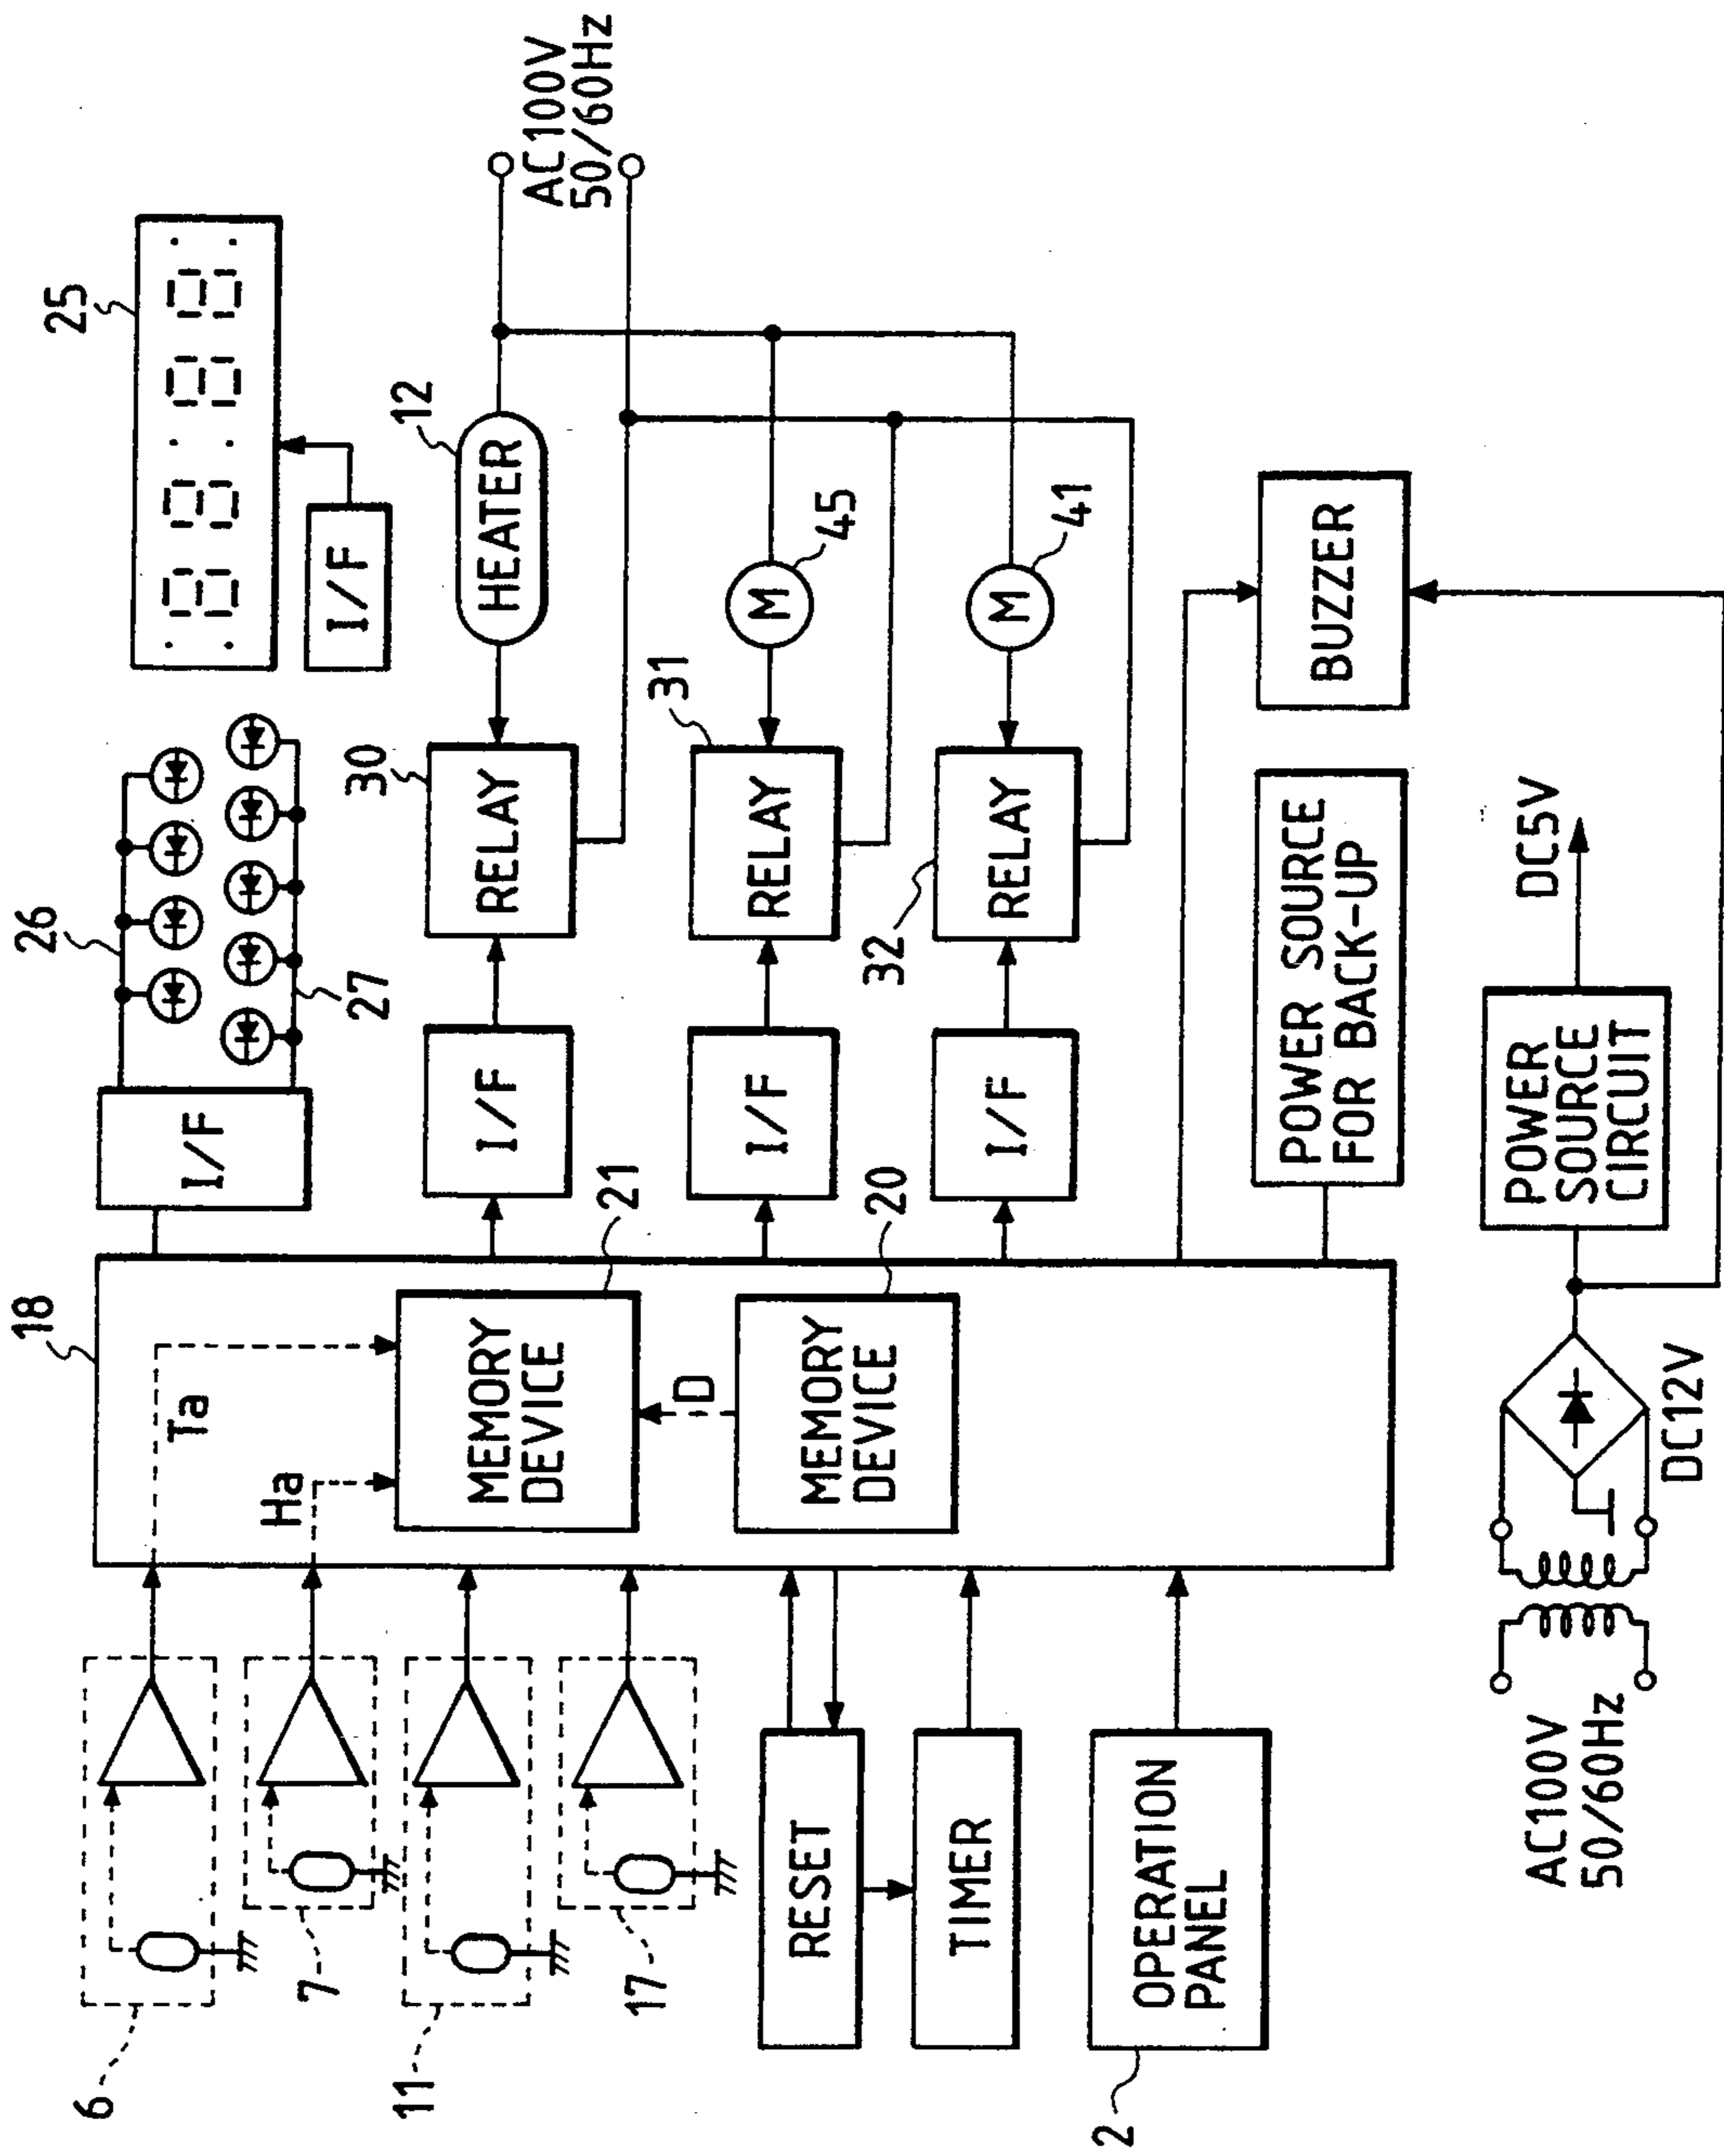 6
7
11
17
RESET
TIMER
2
OPERATION
PANEL
18
Ta
Ha
MEMORY
DEVICE
21
D
MEMORY
DEVICE
20
I/F
26
27
25
I/F
I/F
30
RELAY
HEATER
12
AC100V
50/60Hz
I/F
31
RELAY
M
45
I/F
32
RELAY
M
41
BUZZER
POWER SOURCE
FOR BACK-UP
AC100V
50/60Hz
DC12V
POWER
SOURCE
CIRCUIT
DC5V